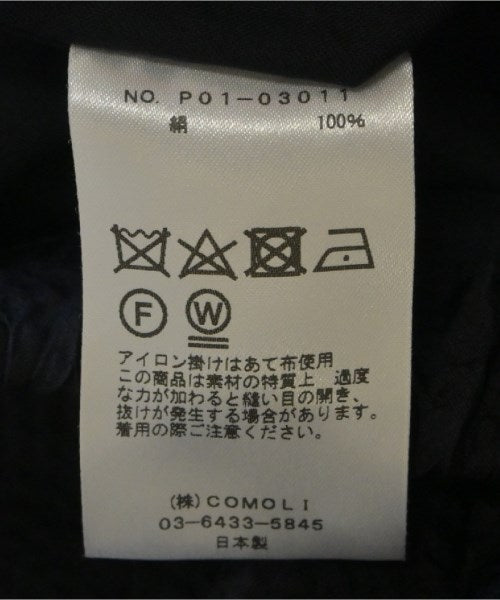 NO. P01-03011
絹 100%
F W
アイロン掛けはあて布使用
この商品は素材の特質上 過度
な力が加わると縫い目の開き、
抜けが発生する場合があります。
着用の際ご注意ください。
(株)COMOLI
03-6433-5845
日本製